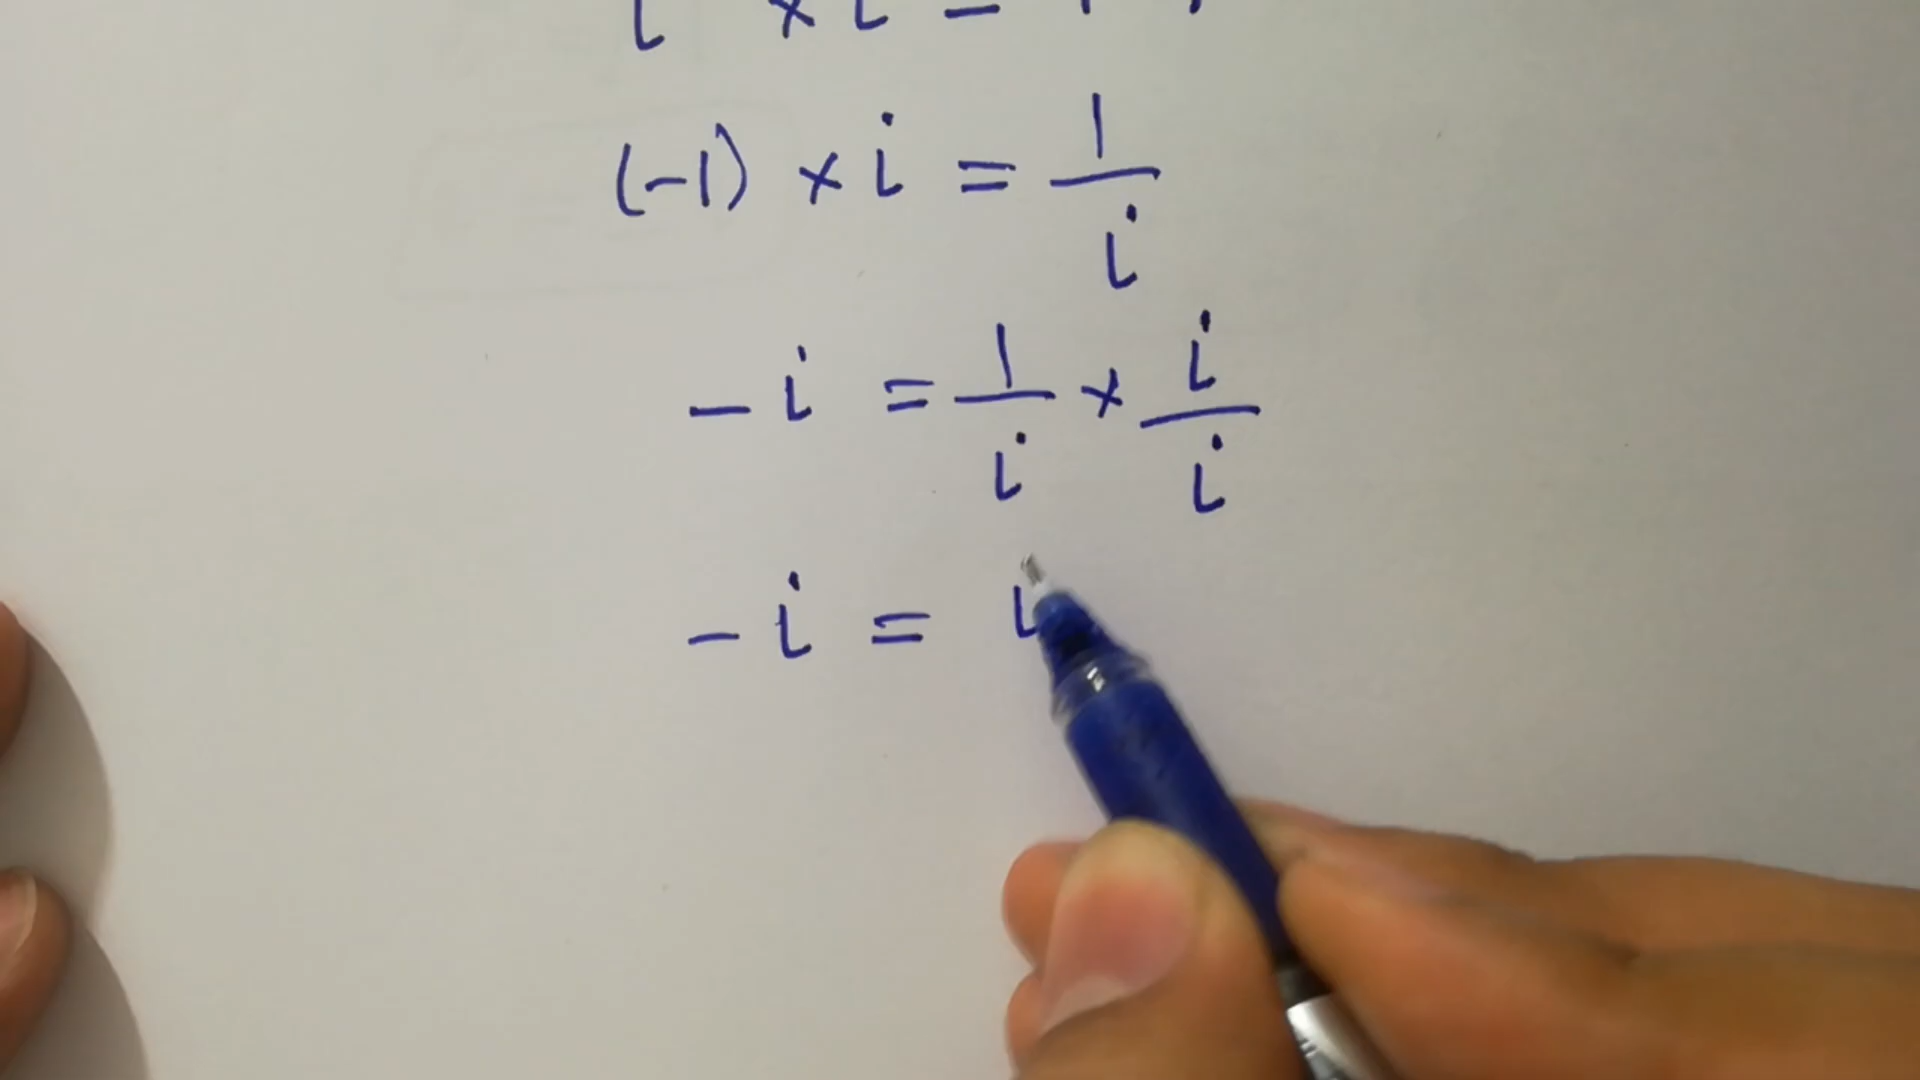 (-1) × i = 1/i
- i = 1/i × i/i
- i = i